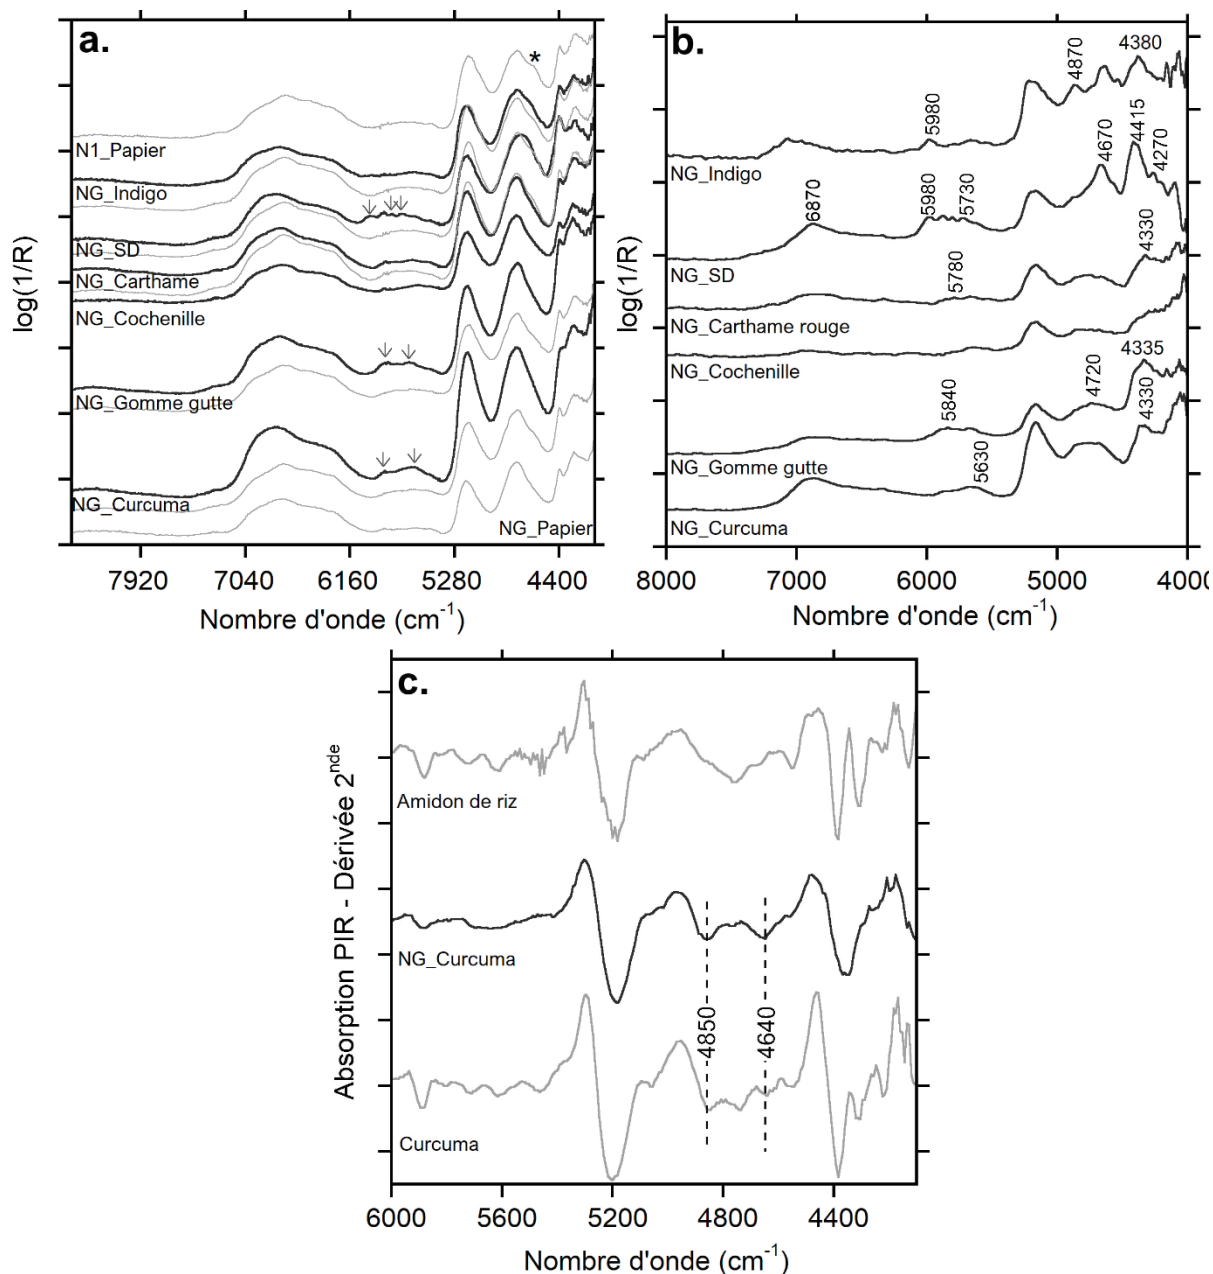 a.
*
N1_Papier
NG_Indigo
NG_SD
NG_Carthame
NG_Cochenille
NG_Gomme gutte
NG_Curcuma
NG_Papier
log(1/R)
7920 7040 6160 5280 4400
Nombre d'onde (cm⁻¹)
b.
5980 4870 4380
NG_Indigo
6870 5980 5730 4670 4415 4270
NG_SD
5780 4330
NG_Carthame rouge
NG_Cochenille
5840 4720 4335
NG_Gomme gutte
5630 4330
NG_Curcuma
log(1/R)
8000 7000 6000 5000 4000
Nombre d'onde (cm⁻¹)
c.
Amidon de riz
NG_Curcuma
4850 4640
Curcuma
Absorption PIR - Dérivée 2ⁿᵈᵉ
6000 5600 5200 4800 4400
Nombre d'onde (cm⁻¹)